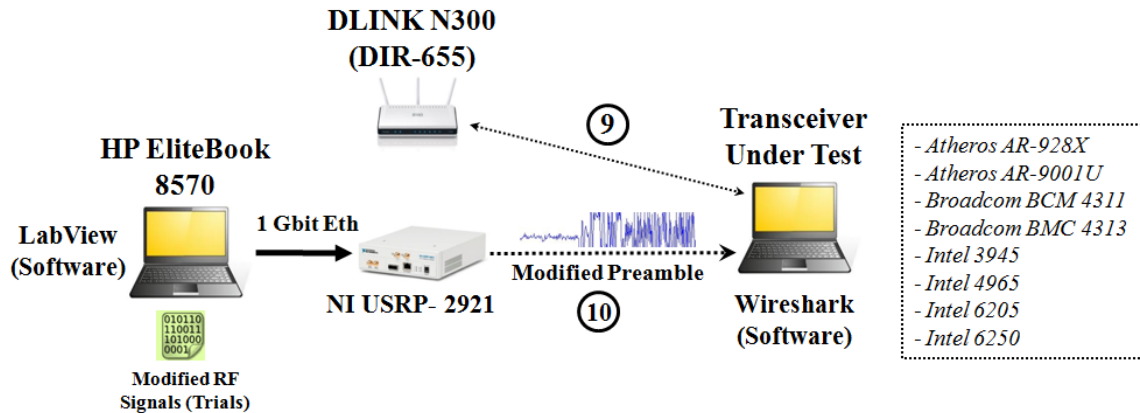 DLINK N300
(DIR-655)
9
Transceiver
Under Test
HP EliteBook
8570
LabView
(Software)
1 Gbit Eth
NI USRP- 2921
Modified Preamble
10
Wireshark
(Software)
010110
110011
101000
0001
Modified RF
Signals (Trials)
- Atheros AR-928X
- Atheros AR-9001U
- Broadcom BCM 4311
- Broadcom BMC 4313
- Intel 3945
- Intel 4965
- Intel 6205
- Intel 6250